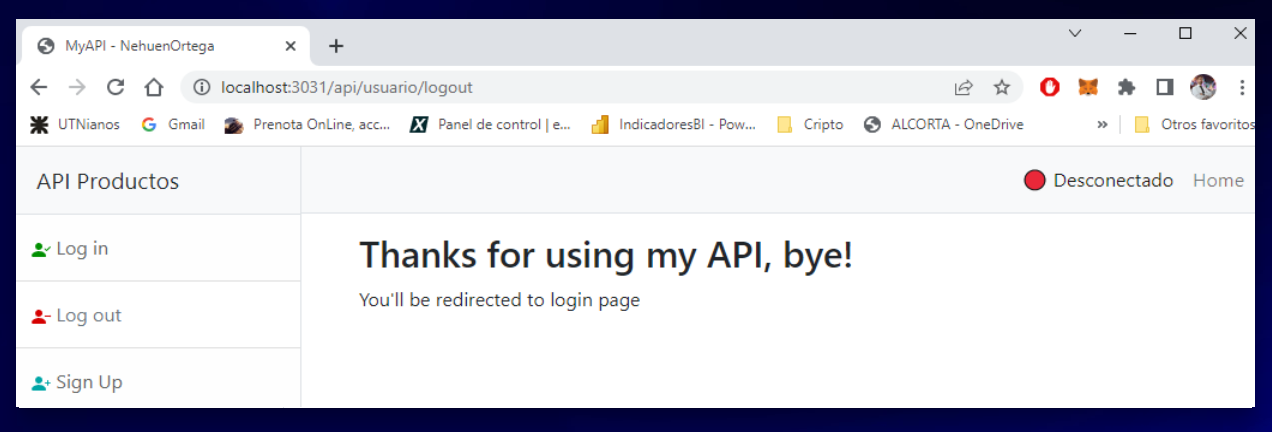 MyAPI - NehuenOrtega
localhost:3031/api/usuario/logout
UTNianos Gmail Prenota OnLine, acc... Panel de control | e... IndicadoresBI - Pow... Cripto ALCORTA - OneDrive » Otros favoritos
API Productos
Desconectado Home
Log in
Log out
Sign Up
Thanks for using my API, bye!
You'll be redirected to login page